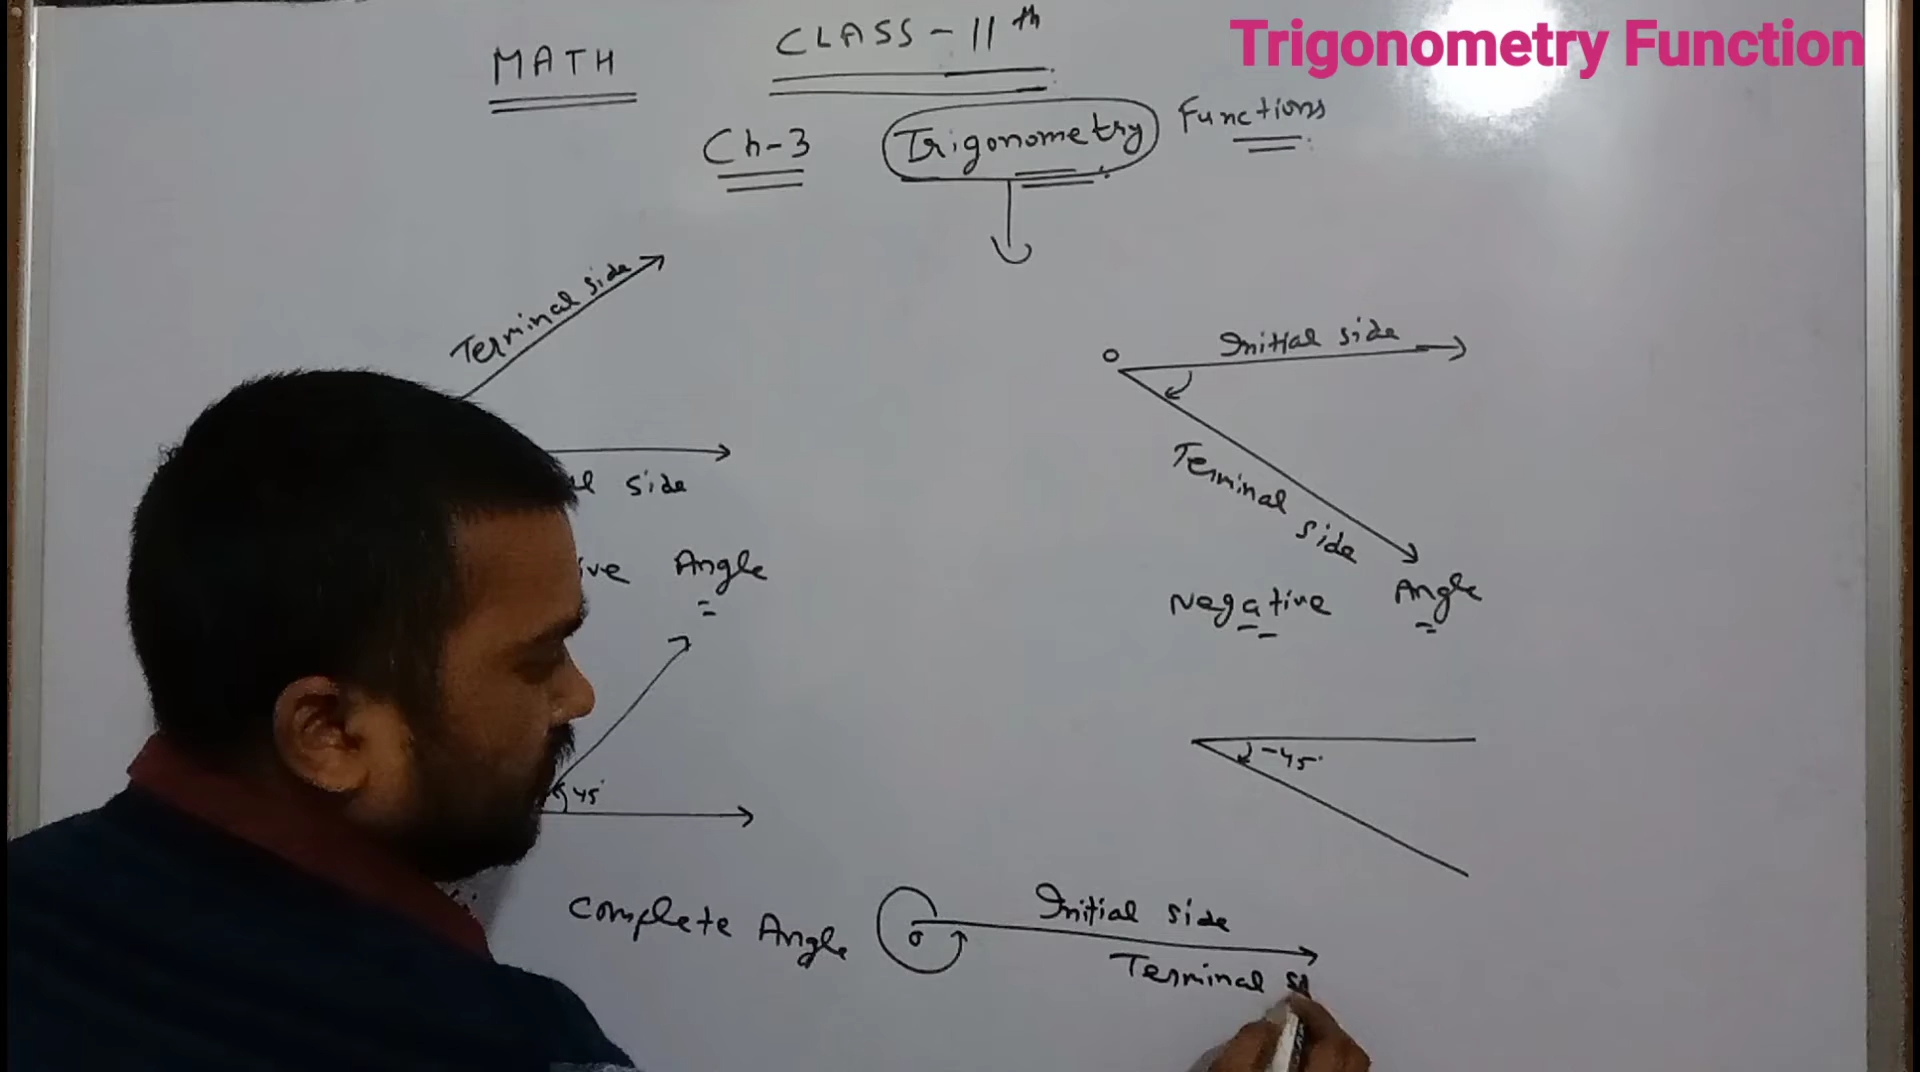 Trigonometry Function
MATH
CLASS - 11th
Ch-3 Trigonometry Functions
Terminal side
side
Angle
45°
O
Initial side
Terminal side
Negative Angle
-45°
Complete Angle
O
Initial side
Terminal